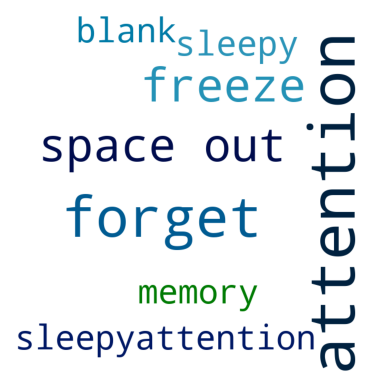 blank
sleepy
freeze
attention
space out
forget
memory
sleepyattention